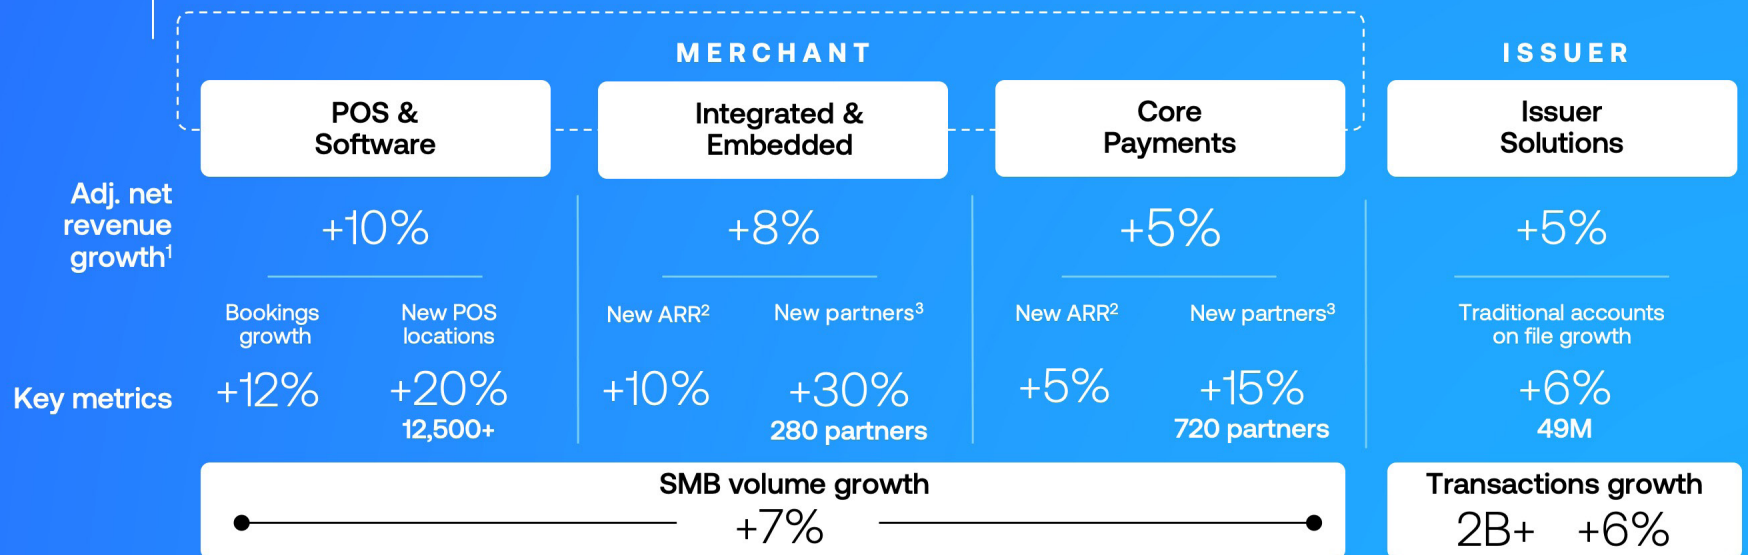 MERCHANT
ISSUER
POS &
Software
Integrated &
Embedded
Core
Payments
Issuer
Solutions
Adj. net
revenue
growth¹
+10%
+8%
+5%
+5%
Key metrics
Bookings
growth
+12%
New POS
locations
+20%
12,500+
New ARR²
+10%
New partners³
+30%
280 partners
New ARR²
+5%
New partners³
+15%
720 partners
Traditional accounts
on file growth
+6%
49M
SMB volume growth
+7%
Transactions growth
2B+ +6%